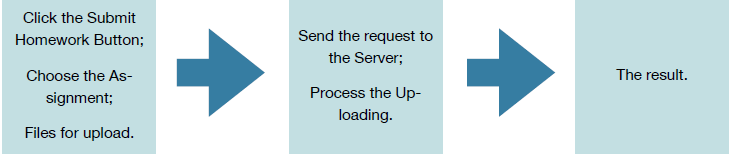 Click the Submit
Homework Button;
Choose the As-
signment;
Files for upload.
Send the request to
the Server;
Process the Up-
loading.
The result.